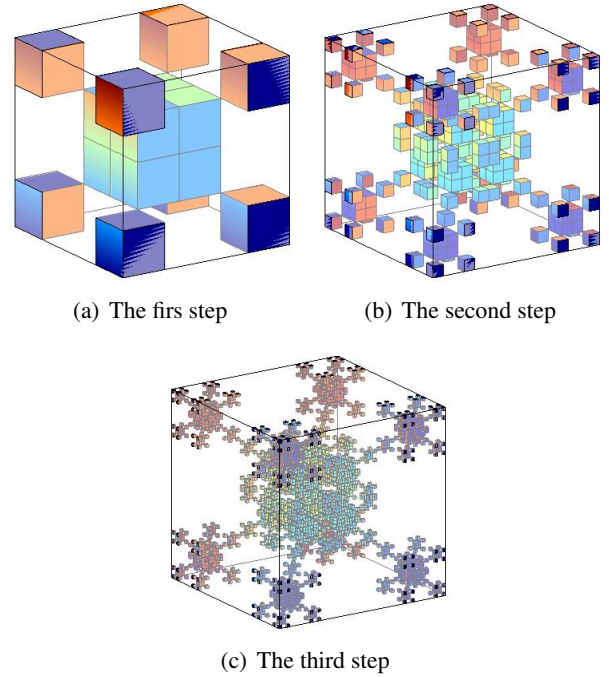 (a) The firs step
(b) The second step
(c) The third step